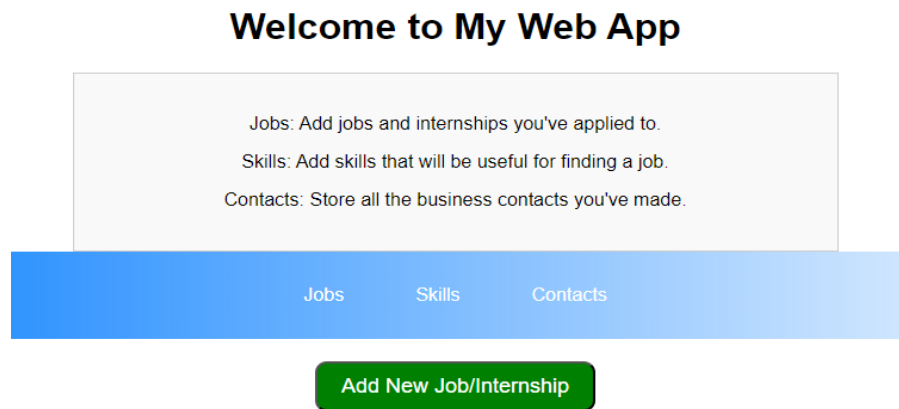 Welcome to My Web App
Jobs: Add jobs and internships you've applied to.
Skills: Add skills that will be useful for finding a job.
Contacts: Store all the business contacts you've made.
Jobs Skills Contacts
Add New Job/Internship